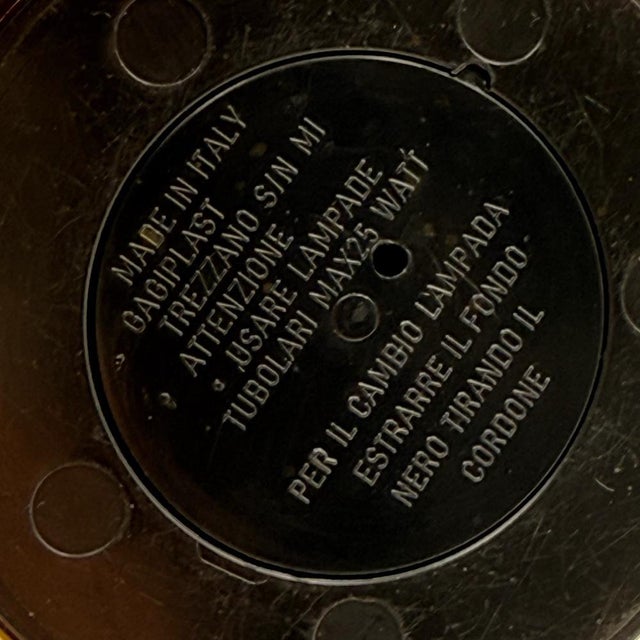 MADE IN ITALY
GAGIPLAST
TREZZANO S/N MI
ATTENZIONE:
USARE LAMPADE
TUBOLARI MAX25 WATT
PER IL CAMBIO LAMPADA
ESTRARRE IL FONDO
NERO TIRANDO IL
CORDONE